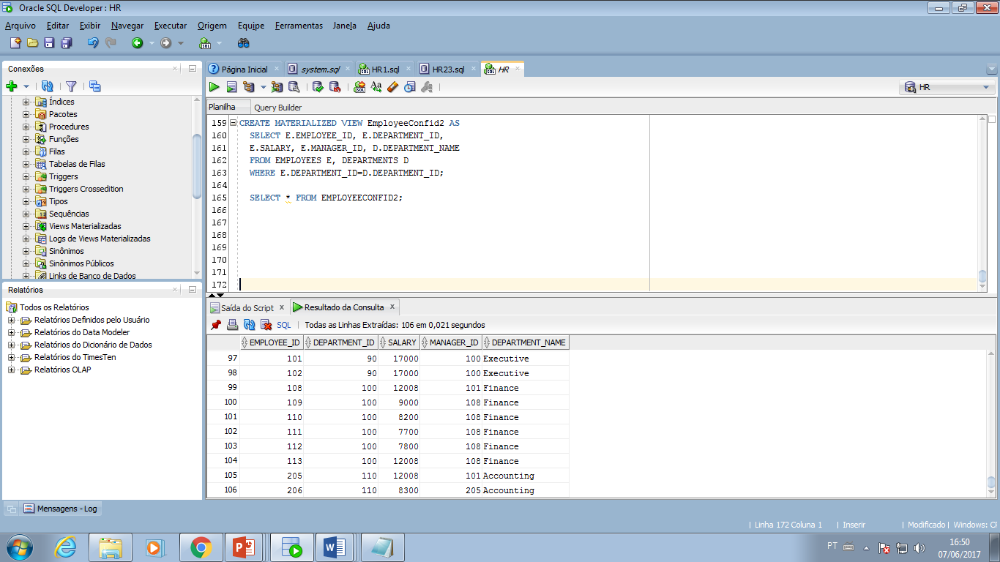 Oracle SQL Developer : HR
Arquivo Editar Exibir Navegar Executar Origem Equipe Ferramentas Janela Ajuda
Conexões
Índices
Pacotes
Procedures
Funções
Filas
Tabelas de Filas
Triggers
Triggers Crossedition
Tipos
Sequências
Views Materializadas
Logs de Views Materializadas
Sinônimos
Sinônimos Públicos
Links de Banco de Dados
Relatórios
Todos os Relatórios
Relatórios Definidos pelo Usuário
Relatórios do Data Modeler
Relatórios do Dicionário de Dados
Relatórios do TimesTen
Relatórios OLAP
Página Inicial system.sql HR1.sql HR23.sql HR
HR
Planilha Query Builder
159 CREATE MATERIALIZED VIEW EmployeeConfid2 AS
160 SELECT E.EMPLOYEE_ID, E.DEPARTMENT_ID,
161 E.SALARY, E.MANAGER_ID, D.DEPARTMENT_NAME
162 FROM EMPLOYEES E, DEPARTMENTS D
163 WHERE E.DEPARTMENT_ID=D.DEPARTMENT_ID;
164
165 SELECT * FROM EMPLOYEECONFID2;
166
167
168
169
170
171
172
Saída do Script Resultado da Consulta
SQL Todas as Linhas Extraídas: 106 em 0,021 segundos
EMPLOYEE_ID DEPARTMENT_ID SALARY MANAGER_ID DEPARTMENT_NAME
97 101 90 17000 100 Executive
98 102 90 17000 100 Executive
99 108 100 12008 101 Finance
100 109 100 9000 108 Finance
101 110 100 8200 108 Finance
102 111 100 7700 108 Finance
103 112 100 7800 108 Finance
104 113 100 12008 108 Finance
105 205 110 12008 101 Accounting
106 206 110 8300 205 Accounting
Mensagens - Log
Linha 172 Coluna 1 Inserir Modificado Windows: CF
PT 16:50
07/06/2017